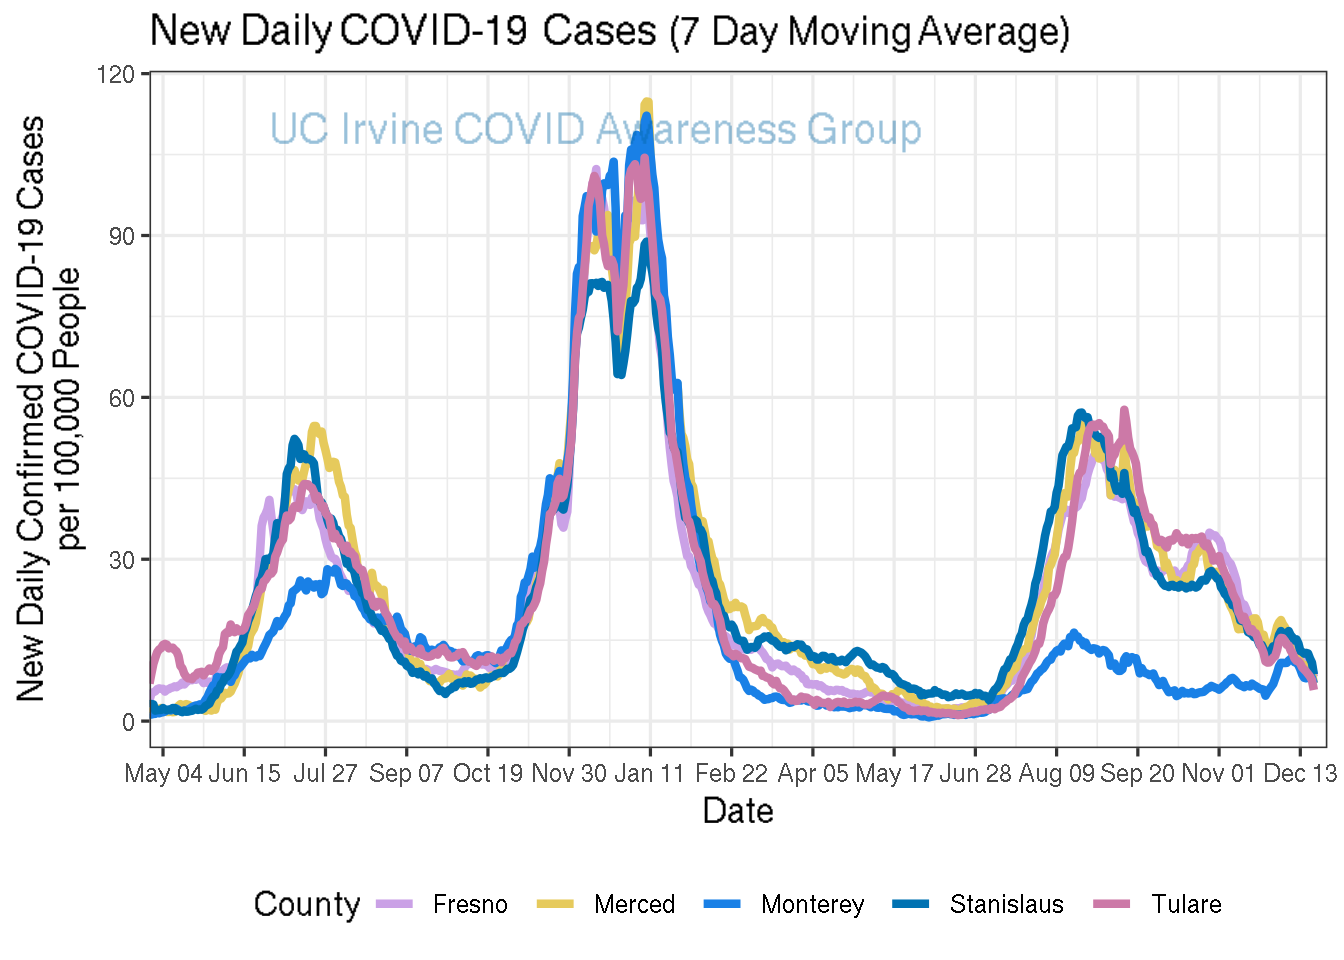 New Daily COVID-19 Cases (7 Day Moving Average)
UC Irvine COVID Awareness Group
New Daily Confirmed COVID-19 Cases
per 100,000 People
120
90
60
30
0
May 04 Jun 15 Jul 27 Sep 07 Oct 19 Nov 30 Jan 11 Feb 22 Apr 05 May 17 Jun 28 Aug 09 Sep 20 Nov 01 Dec 13
Date
County Fresno Merced Monterey Stanislaus Tulare